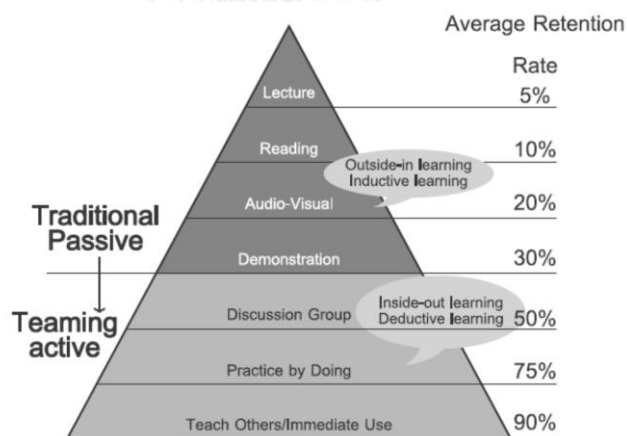 Average Retention
Rate
Lecture
5%
Reading
10%
Outside-in learning
Inductive learning
Audio-Visual
20%
Traditional
Passive
Demonstration
30%
Inside-out learning
Deductive learning
Discussion Group
50%
Teaming
active
Practice by Doing
75%
Teach Others/Immediate Use
90%